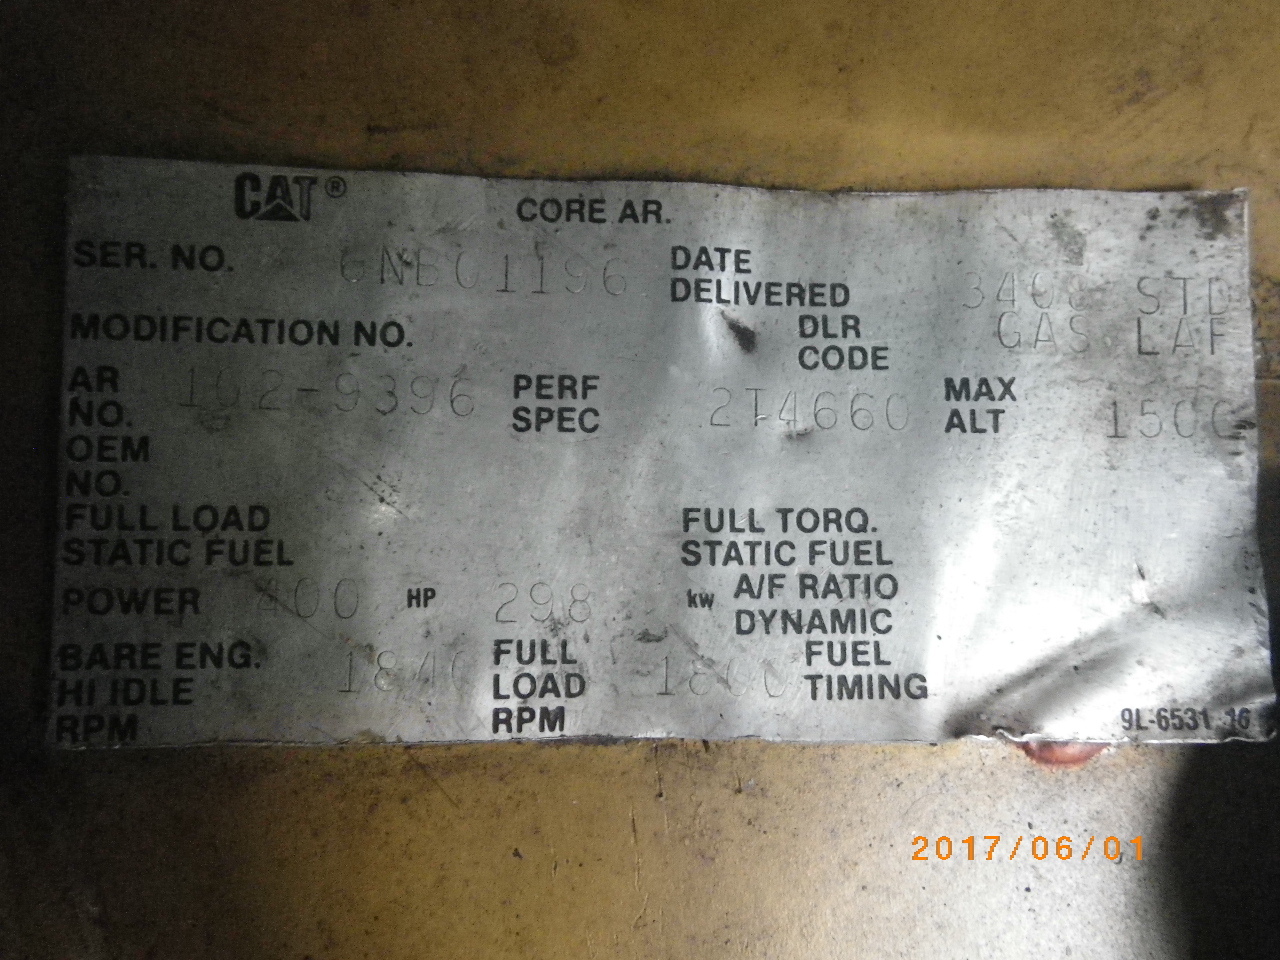 CAT® CORE AR.
SER. NO. GNB01196 DATE DELIVERED 3406 STD
MODIFICATION NO. DLR CODE GAS LAF
AR NO. 102-9396 PERF SPEC 2T4660 MAX ALT 1500
OEM NO.
FULL LOAD STATIC FUEL FULL TORQ. STATIC FUEL
POWER 400 HP 298 kw A/F RATIO DYNAMIC
BARE ENG. HI IDLE RPM 1840 FULL LOAD RPM 1800 FUEL TIMING
9L-6531 16
2017/06/01